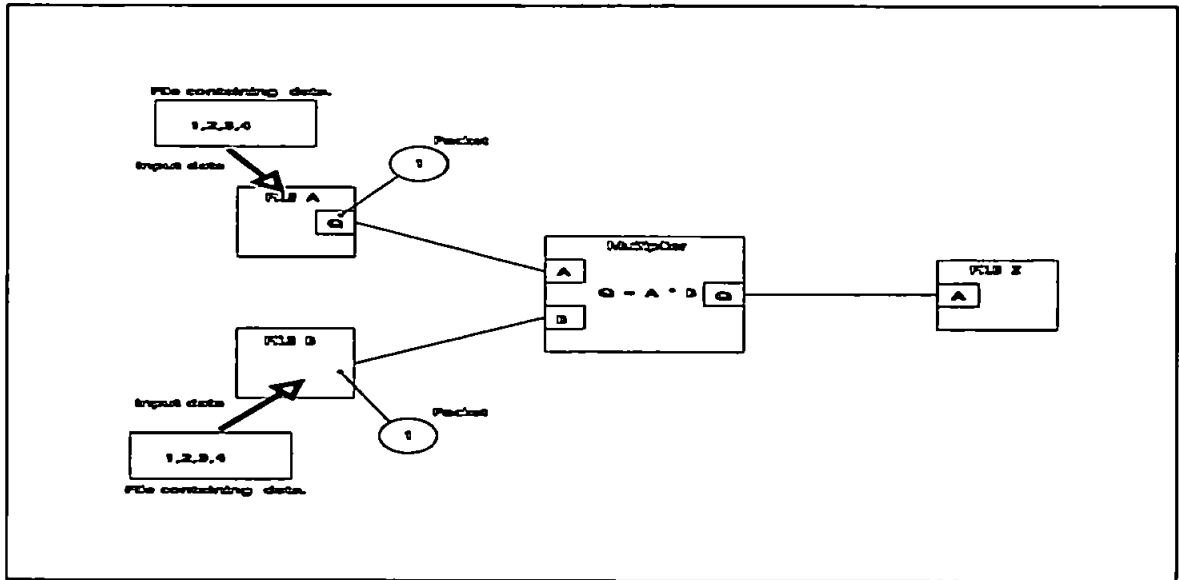 File containing data.
1,2,3,4
Packet
1
Input data
FILE A
Q
Multiplier
A
Q = A * B
Q
B
FILE Z
A
FILE B
Input data
Packet
1
1,2,3,4
File containing data.